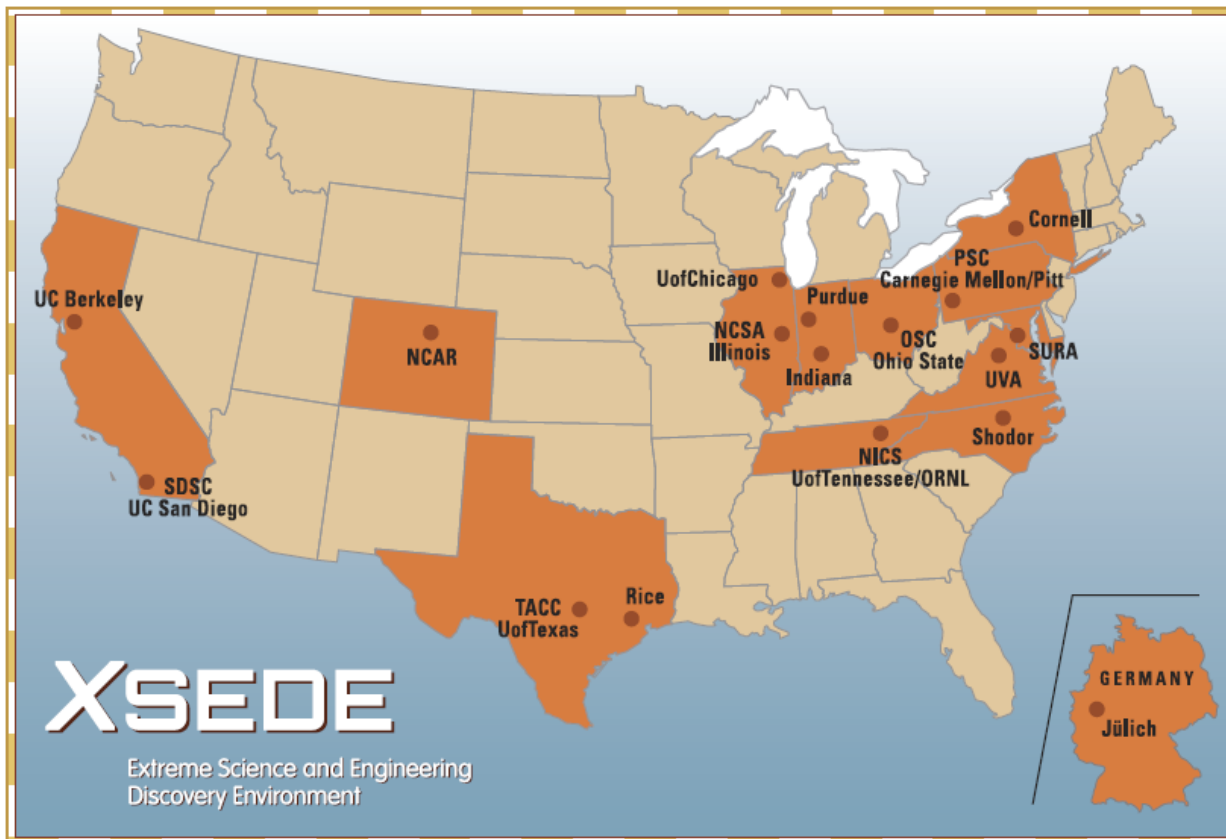 Cornell
PSC
Carnegie Mellon/Pitt
UofChicago
Purdue
UC Berkeley
NCAR
NCSA
Illinois
OSC
Ohio State
SURA
Indiana
UVA
Shodor
NICS
UofTennessee/ORNL
SDSC
UC San Diego
TACC
UofTexas
Rice
GERMANY
Jülich
XSEDE
Extreme Science and Engineering
Discovery Environment